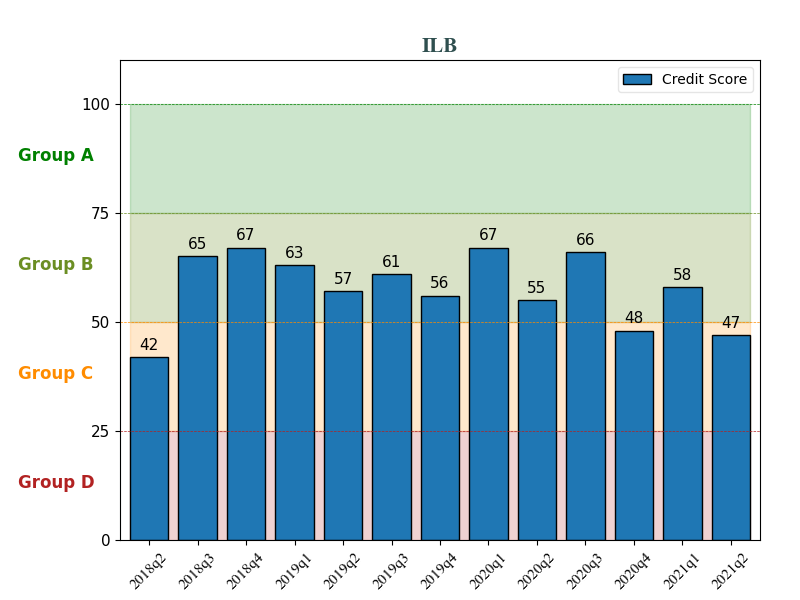 ILB
Credit Score
100
Group A
75
Group B
50
Group C
25
Group D
0
42
65
67
63
57
61
56
67
55
66
48
58
47
2018q2
2018q3
2018q4
2019q1
2019q2
2019q3
2019q4
2020q1
2020q2
2020q3
2020q4
2021q1
2021q2